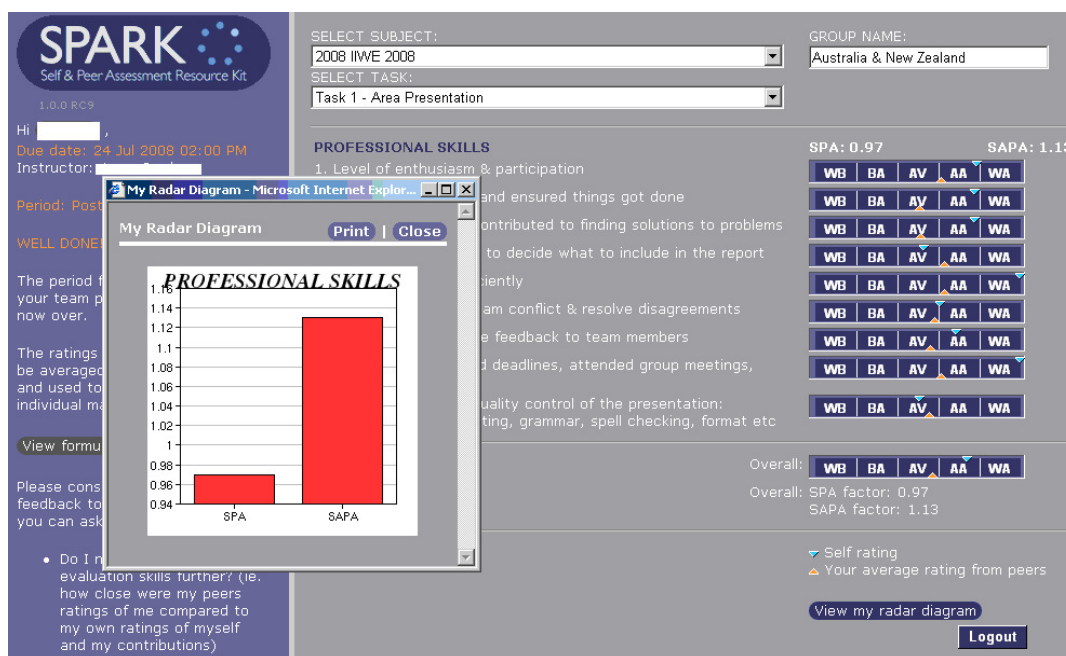 SPARK
Self & Peer Assessment Resource Kit
1.0.0 RC9
Hi ,
Due date: 24 Jul 2008 02:00 PM
Instructor:
Period: Post
WELL DONE!
The period f
your team p
now over.
The ratings
be averaged
and used to
individual ma
View formu
Please cons
feedback to
you can ask
• Do I n
evaluation skills further? (ie.
how close were my peers
ratings of me compared to
my own ratings of myself
and my contributions)
SELECT SUBJECT:
2008 IIWE 2008
SELECT TASK:
Task 1 - Area Presentation
GROUP NAME:
Australia & New Zealand
PROFESSIONAL SKILLS
SPA: 0.97 SAPA: 1.13
1. Level of enthusiasm & participation
WB BA AV AA WA
and ensured things got done
WB BA AV AA WA
ontributed to finding solutions to problems
WB BA AV AA WA
to decide what to include in the report
WB BA AV AA WA
ciently
WB BA AV AA WA
am conflict & resolve disagreements
WB BA AV AA WA
e feedback to team members
WB BA AV AA WA
d deadlines, attended group meetings,
WB BA AV AA WA
uality control of the presentation:
ting, grammar, spell checking, format etc
WB BA AV AA WA
Overall:
WB BA AV AA WA
Overall: SPA factor: 0.97
SAPA factor: 1.13
Self rating
Your average rating from peers
View my radar diagram
Logout
My Radar Diagram - Microsoft Internet Explor...
My Radar Diagram
Print | Close
PROFESSIONAL SKILLS
1.16
1.14
1.12
1.1
1.08
1.06
1.04
1.02
1
0.98
0.96
0.94
SPA SAPA